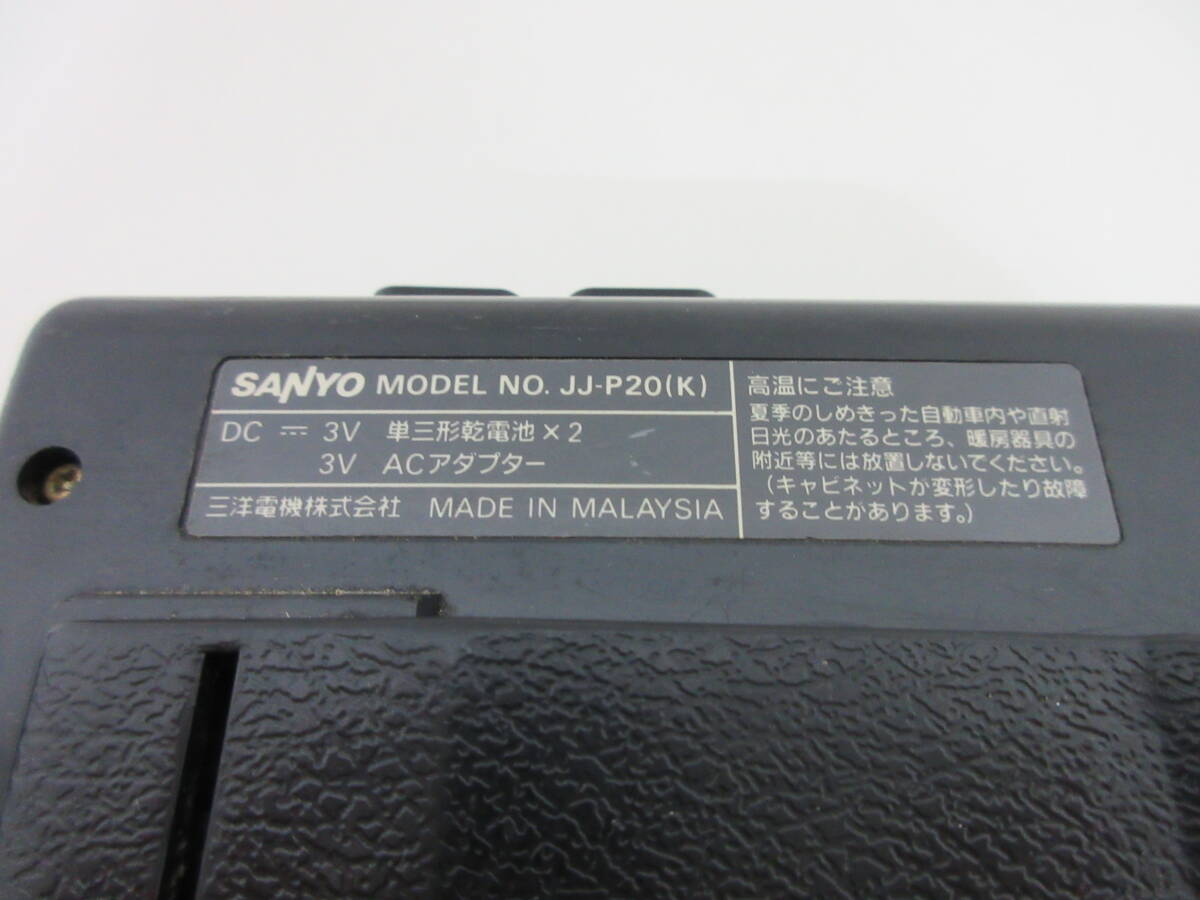 SANYO MODEL NO. JJ-P20(K)
DC ⎓ 3V 単三形乾電池×2
3V ACアダプター
三洋電機株式会社 MADE IN MALAYSIA
高温にご注意
夏季のしめきった自動車内や直射
日光のあたるところ、暖房器具の
附近等には放置しないでください。
(キャビネットが変形したり故障
することがあります。)